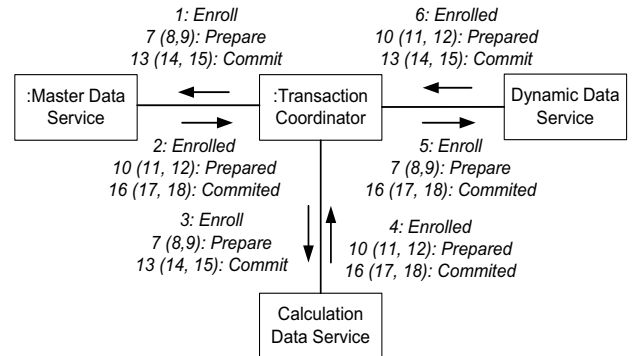 1: Enroll
7 (8,9): Prepare
13 (14, 15): Commit
6: Enrolled
10 (11, 12): Prepared
13 (14, 15): Commit
:Master Data
Service
:Transaction
Coordinator
Dynamic Data
Service
2: Enrolled
10 (11, 12): Prepared
16 (17, 18): Commited
5: Enroll
7 (8,9): Prepare
16 (17, 18): Commited
3: Enroll
7 (8,9): Prepare
13 (14, 15): Commit
4: Enrolled
10 (11, 12): Prepared
16 (17, 18): Commited
Calculation
Data Service